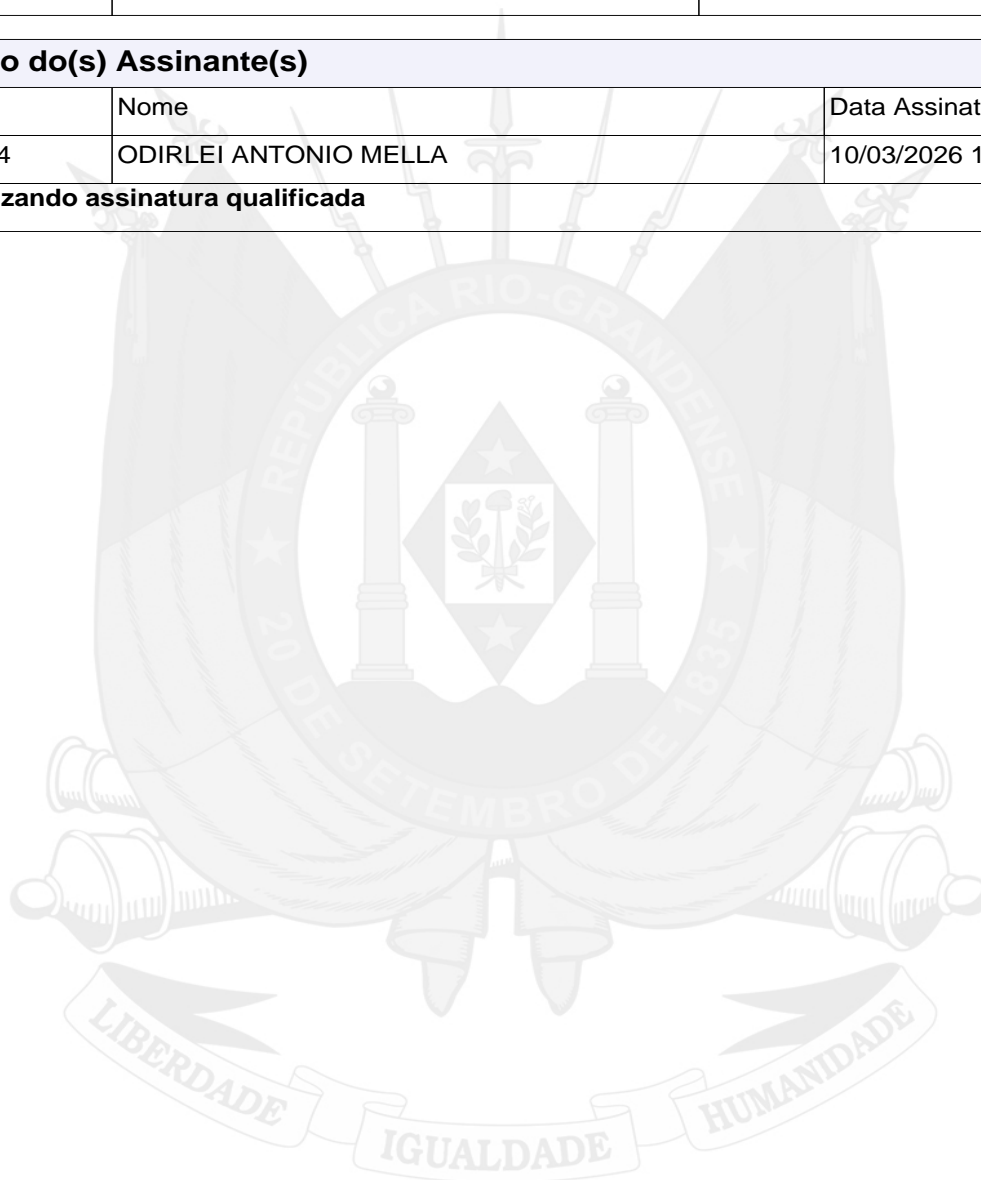 o do(s) Assinante(s)
Nome Data Assinat
4 ODIRLEI ANTONIO MELLA 10/03/2026 1
zando assinatura qualificada
REPÚBLICA RIO-GRANDENSE
20 DE SETEMBRO DE 1835
LIBERDADE IGUALDADE HUMANIDADE